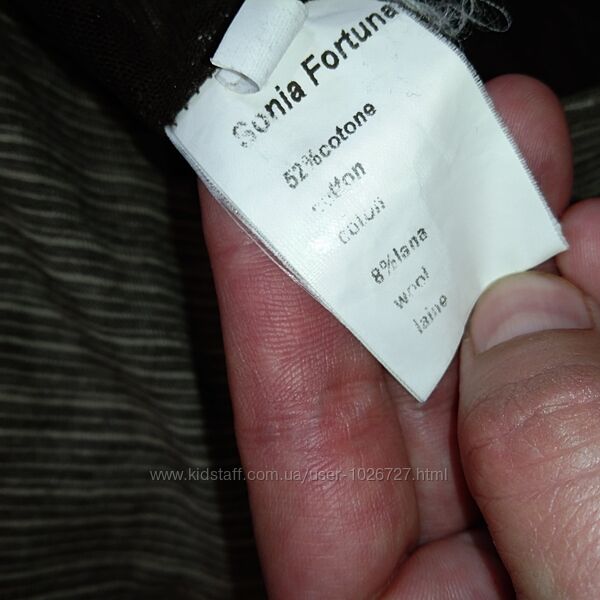 Sonia Fortuna
52%cotone
cotton
coton
8%lana
wool
laine
www.kidstaff.com.ua/user-1026727.html